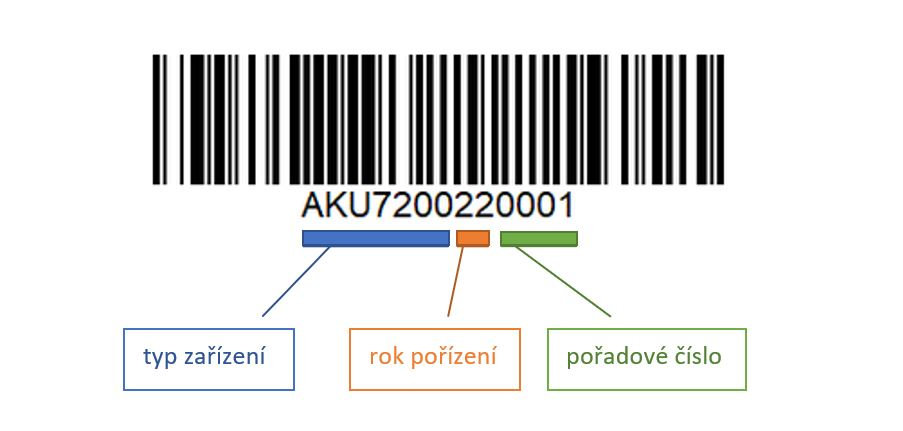 AKU7200220001
typ zařízení
rok pořízení
pořadové číslo